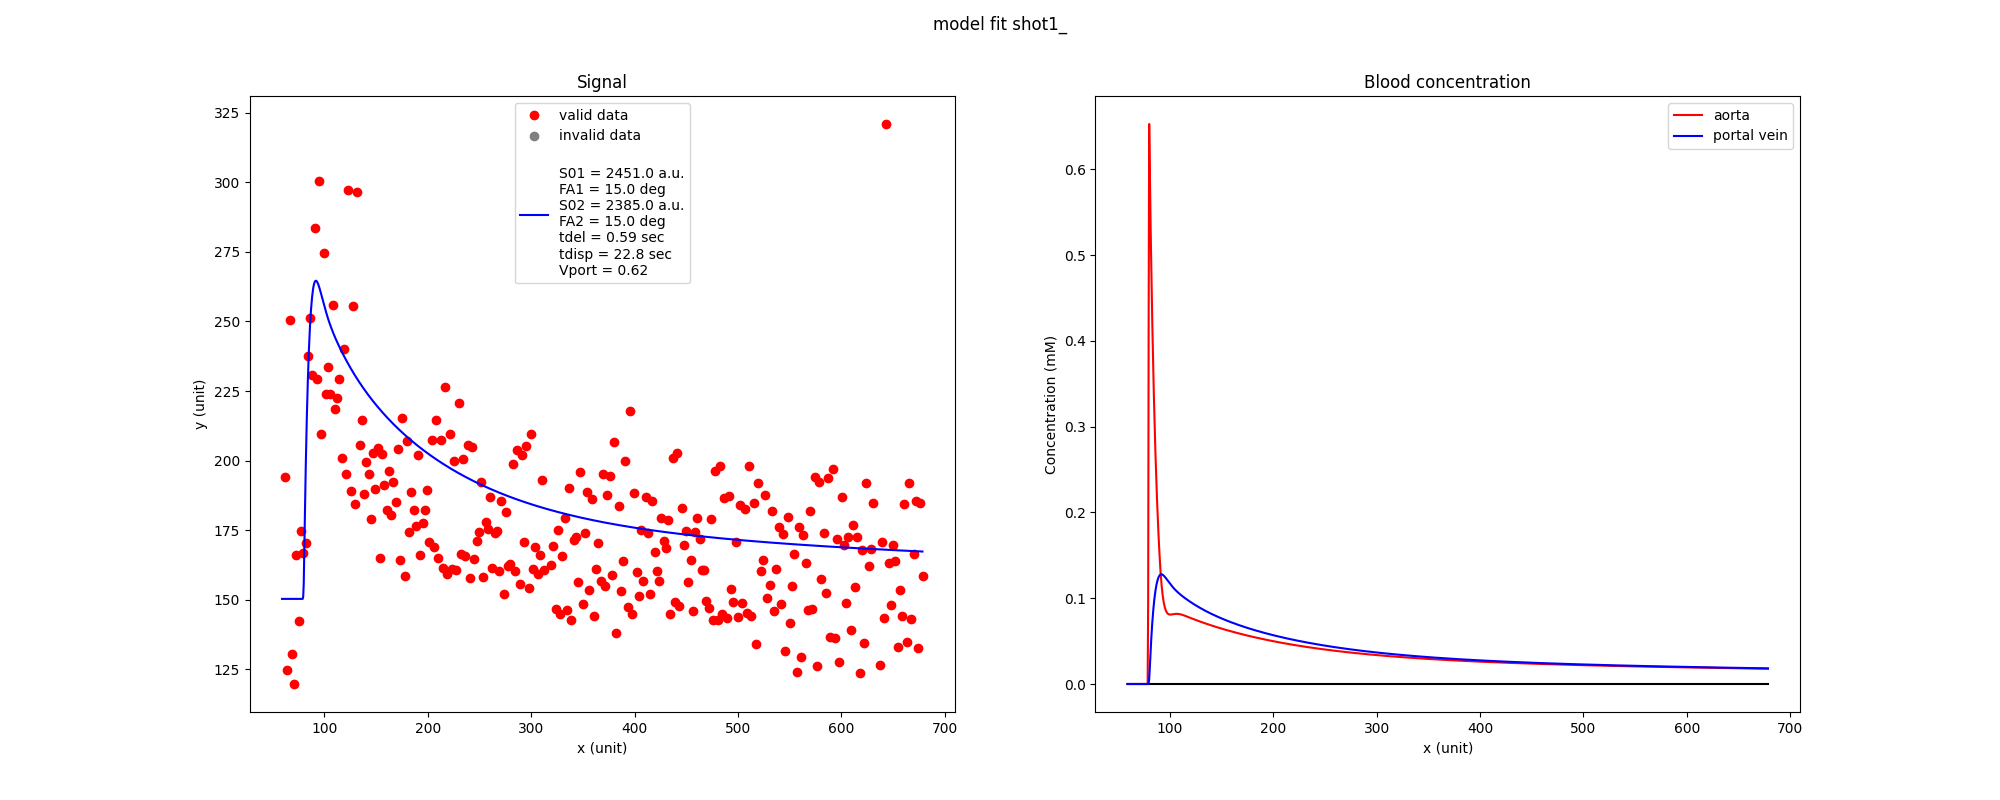 model fit shot1_
Signal
325
300
275
250
225
200
175
150
125
y (unit)
valid data
invalid data
S01 = 2451.0 a.u.
FA1 = 15.0 deg
S02 = 2385.0 a.u.
FA2 = 15.0 deg
tdel = 0.59 sec
tdisp = 22.8 sec
Vport = 0.62
100 200 300 400 500 600 700
x (unit)
Blood concentration
0.6
0.5
0.4
0.3
0.2
0.1
0.0
Concentration (mM)
aorta
portal vein
100 200 300 400 500 600 700
x (unit)